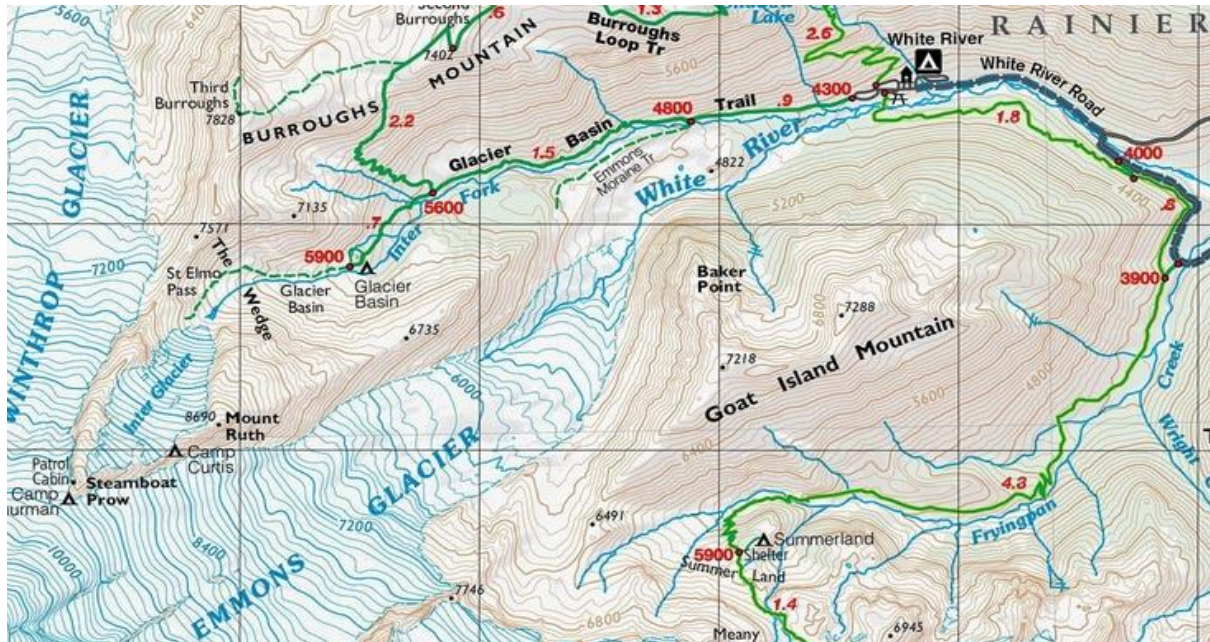 5600
6400
Second
Burroughs
.6
7402
MOUNTAIN
1.3
Burroughs
Loop Tr
Lake
2.6
RAINIER
White River
White River Road
5600
Third
Burroughs
7828
BURROUGHS
2.2
4800
Trail
.9
4300
1.8
4000
GLACIER
Glacier
1.5
Basin
Emmons
Moraine Tr
4822
White
River
4400
5600
Fork
Inter
5200
7135
.7
7571
The
Wedge
7200
St Elmo
Pass
5900
Glacier
Basin
Glacier
Basin
Baker
Point
3900
6800
7288
WINTHROP
6735
7218
Goat Island Mountain
4800
5600
6000
Creek
Inter Glacier
8690
Mount
Ruth
Camp
Curtis
GLACIER
6400
Wright
Patrol
Cabin
Steamboat
Prow
Camp
7200
4.3
Fryingpan
6491
8400
10000
EMMONS
5900
Shelter
Summerland
Summer
Land
7746
1.4
6800
Meany
6945